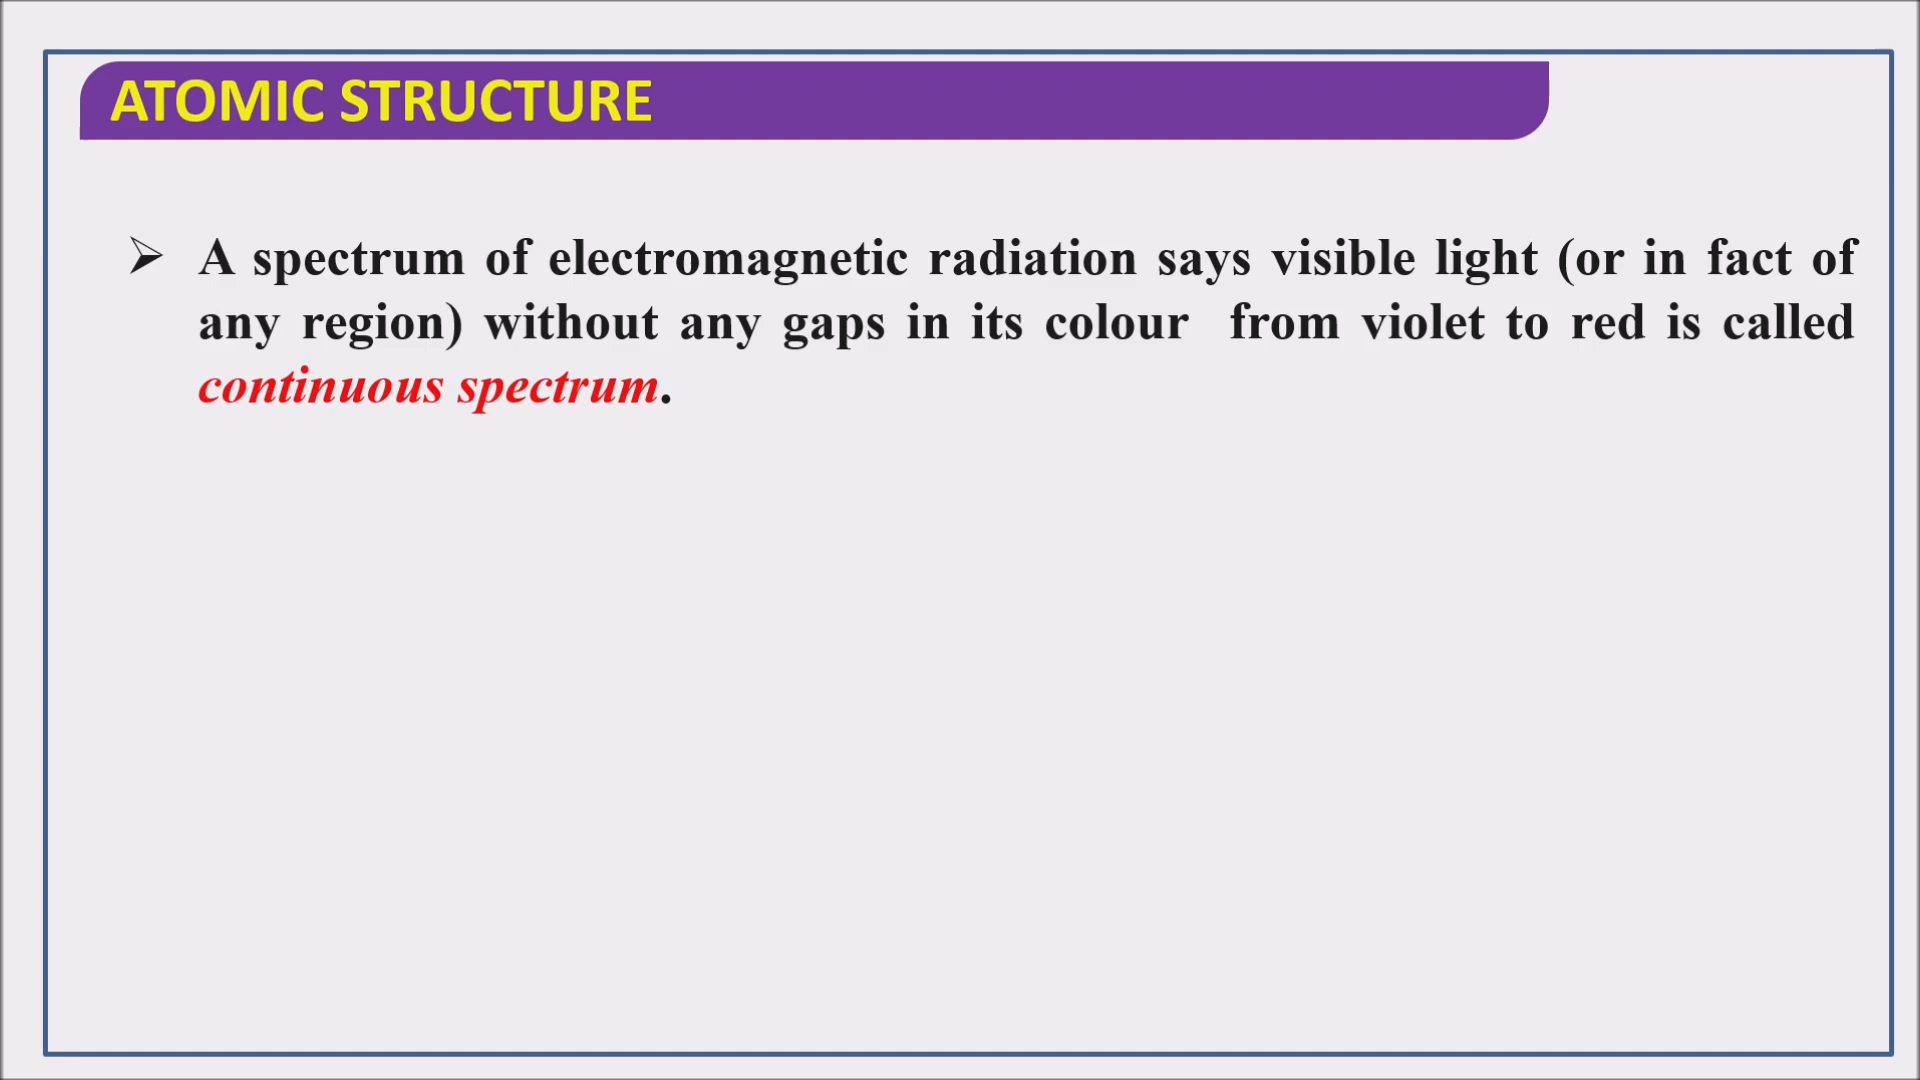 ATOMIC STRUCTURE
➢ A spectrum of electromagnetic radiation says visible light (or in fact of
any region) without any gaps in its colour from violet to red is called
continuous spectrum.